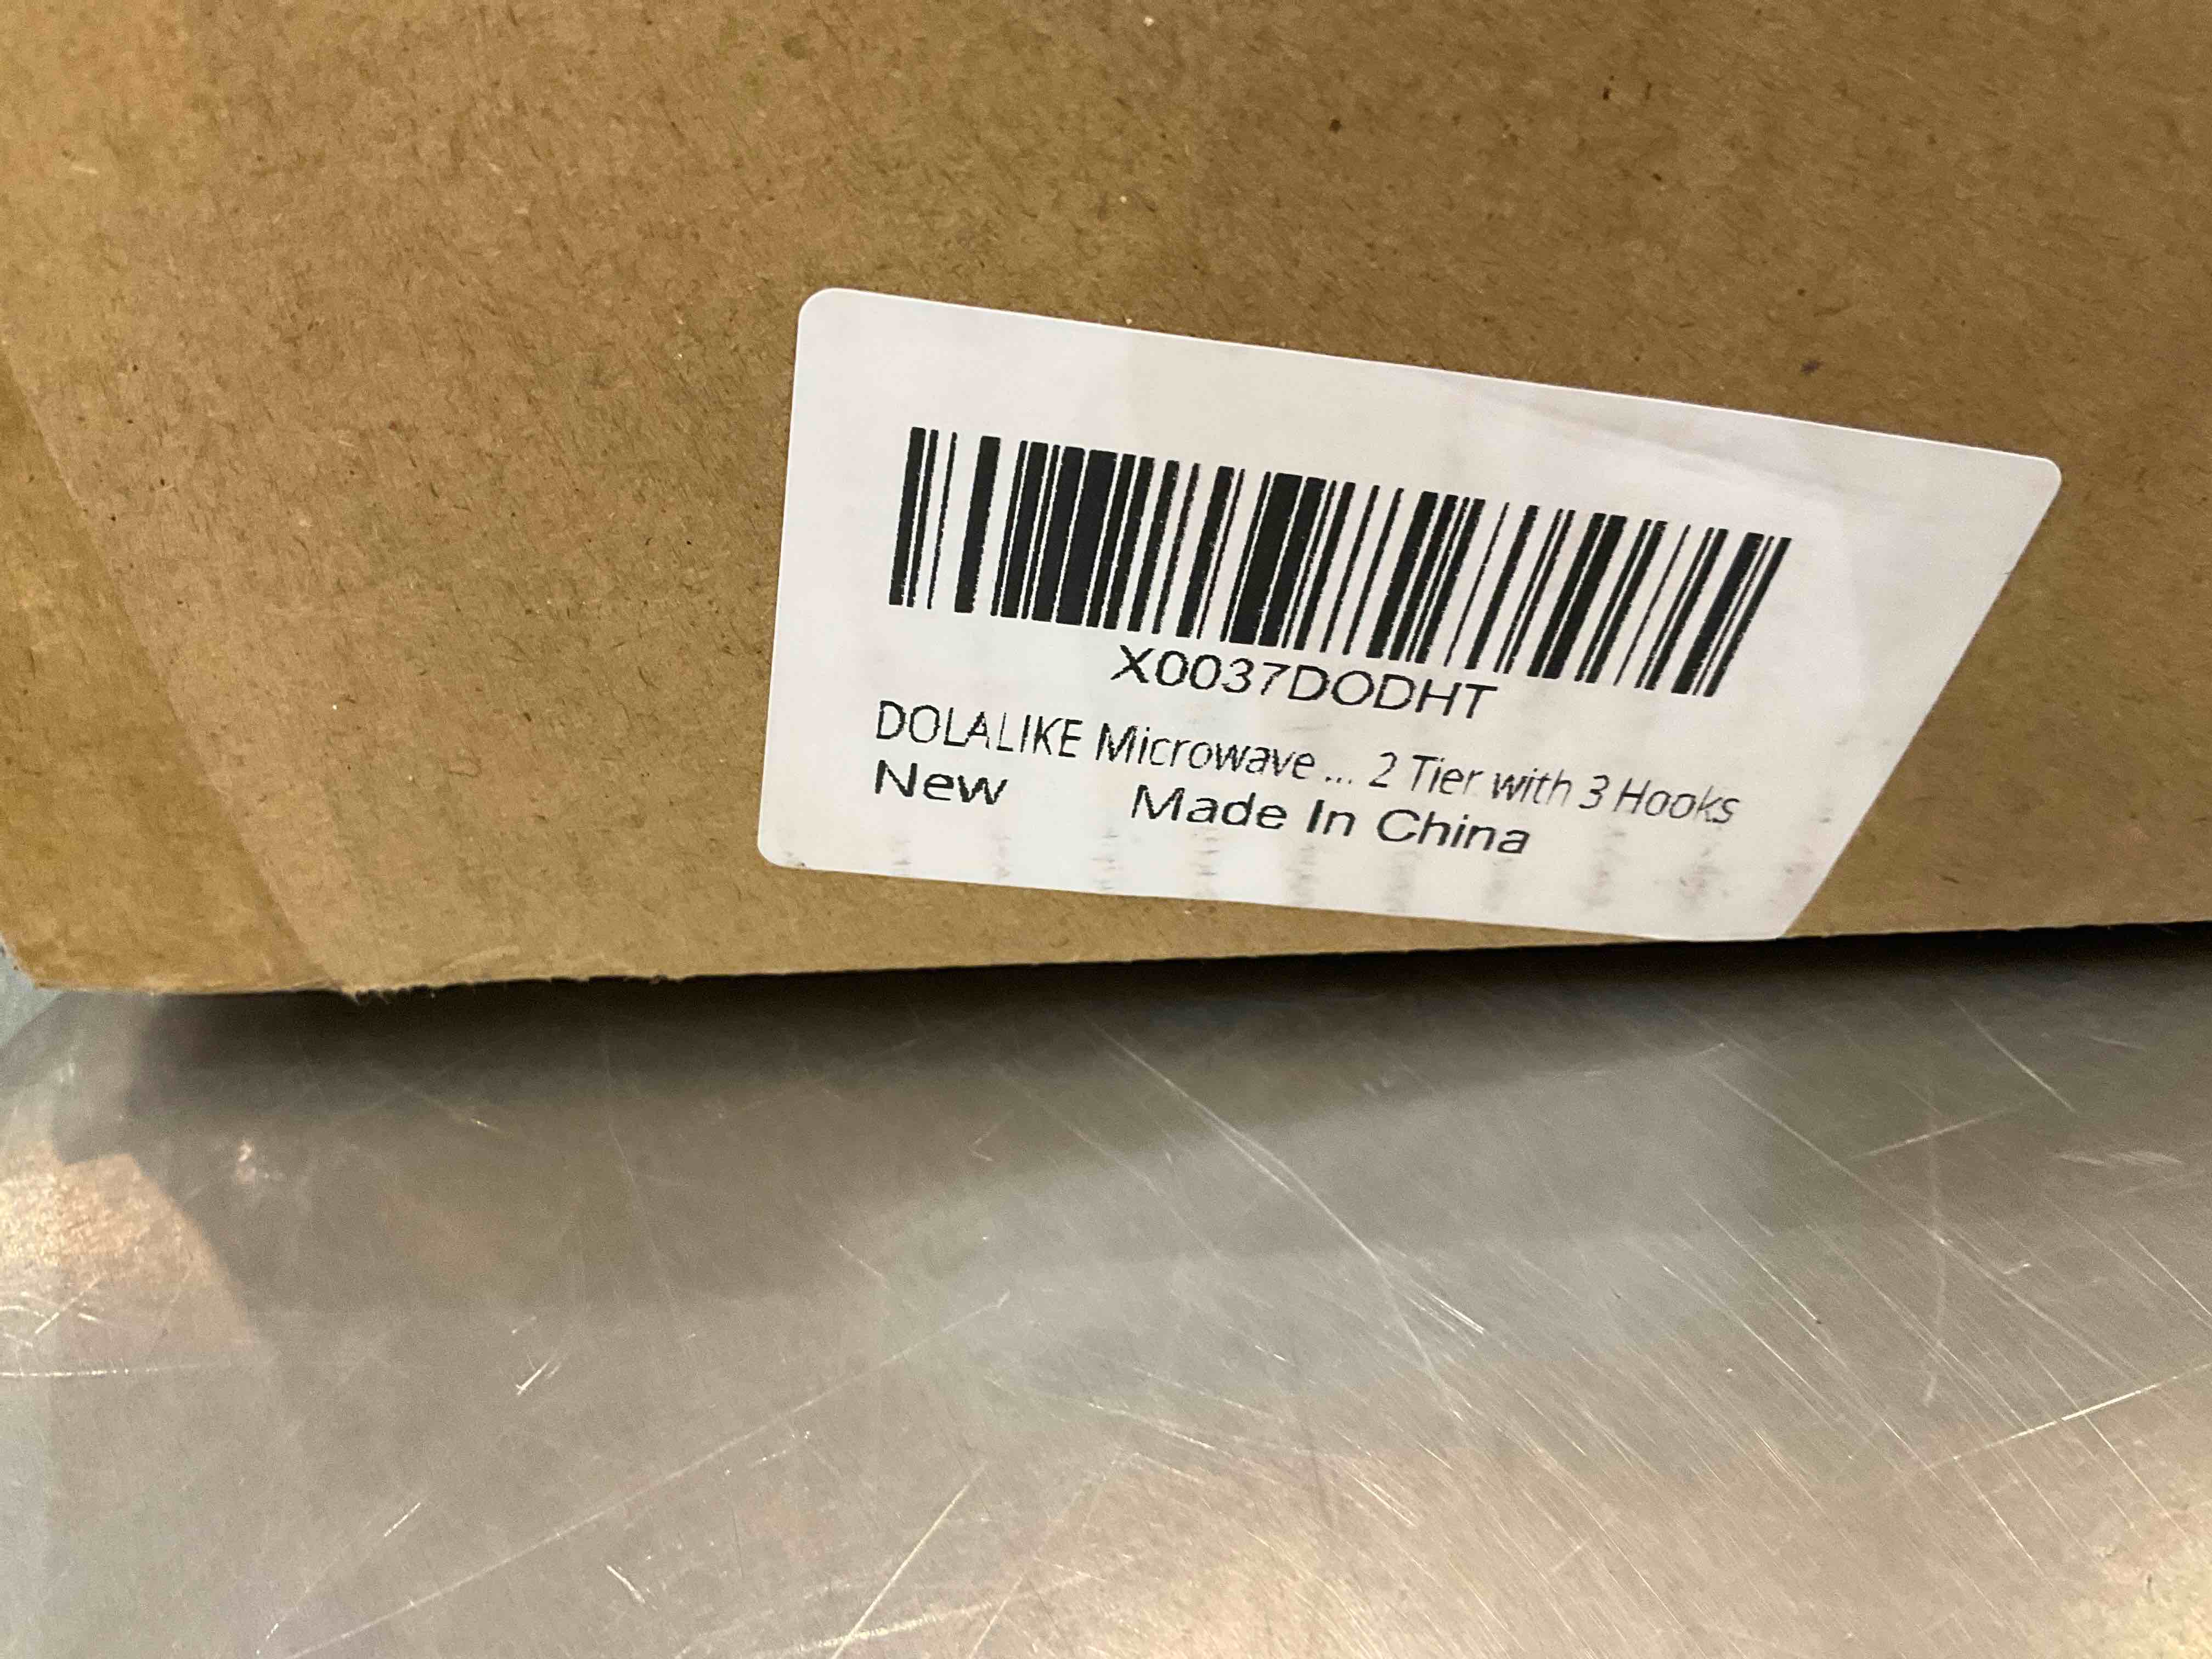 X0037DODHT
DOLALIKE Microwave ... 2 Tier with 3 Hooks
New Made In China